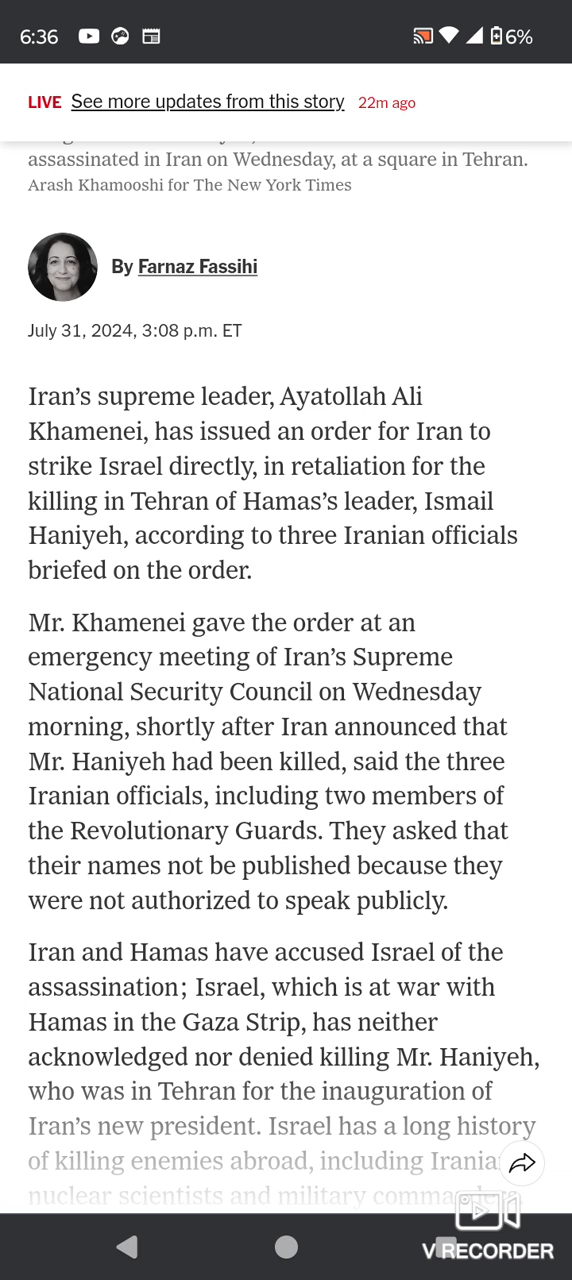 6:36
6%
LIVE See more updates from this story 22m ago
assassinated in Iran on Wednesday, at a square in Tehran.
Arash Khamooshi for The New York Times
By Farnaz Fassihi
July 31, 2024, 3:08 p.m. ET
Iran’s supreme leader, Ayatollah Ali
Khamenei, has issued an order for Iran to
strike Israel directly, in retaliation for the
killing in Tehran of Hamas’s leader, Ismail
Haniyeh, according to three Iranian officials
briefed on the order.
Mr. Khamenei gave the order at an
emergency meeting of Iran’s Supreme
National Security Council on Wednesday
morning, shortly after Iran announced that
Mr. Haniyeh had been killed, said the three
Iranian officials, including two members of
the Revolutionary Guards. They asked that
their names not be published because they
were not authorized to speak publicly.
Iran and Hamas have accused Israel of the
assassination; Israel, which is at war with
Hamas in the Gaza Strip, has neither
acknowledged nor denied killing Mr. Haniyeh,
who was in Tehran for the inauguration of
Iran’s new president. Israel has a long history
of killing enemies abroad, including
nuclear scientists and military
V RECORDER